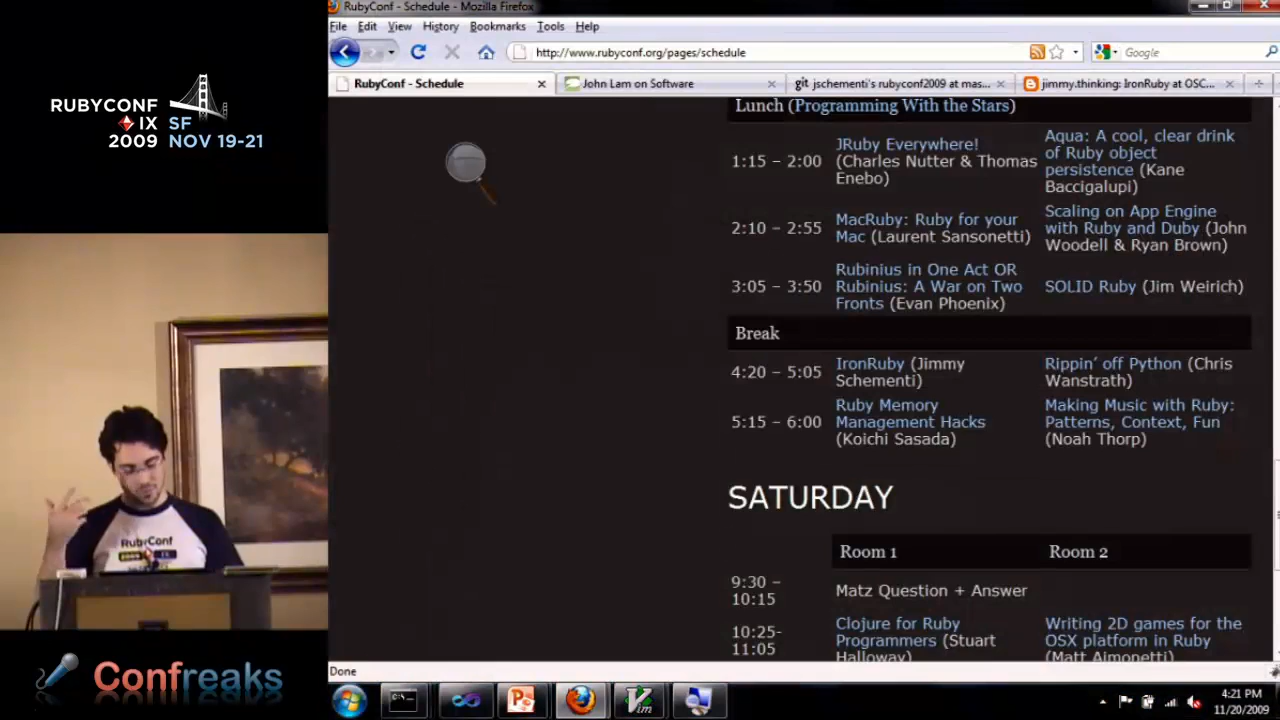 RubyConf - Schedule - Mozilla Firefox
File Edit View History Bookmarks Tools Help
http://www.rubyconf.org/pages/schedule
Google
RubyConf - Schedule
John Lam on Software
git jschementi's rubyconf2009 at mas...
jimmy.thinking: IronRuby at OSC...
RUBYCONF
IX SF
2009 NOV 19-21
Lunch (Programming With the Stars)
1:15 – 2:00
JRuby Everywhere!
(Charles Nutter & Thomas
Enebo)
Aqua: A cool, clear drink
of Ruby object
persistence (Kane
Baccigalupi)
2:10 – 2:55
MacRuby: Ruby for your
Mac (Laurent Sansonetti)
Scaling on App Engine
with Ruby and Duby (John
Woodell & Ryan Brown)
3:05 – 3:50
Rubinius in One Act OR
Rubinius: A War on Two
Fronts (Evan Phoenix)
SOLID Ruby (Jim Weirich)
Break
4:20 – 5:05
IronRuby (Jimmy
Schementi)
Rippin’ off Python (Chris
Wanstrath)
5:15 – 6:00
Ruby Memory
Management Hacks
(Koichi Sasada)
Making Music with Ruby:
Patterns, Context, Fun
(Noah Thorp)
SATURDAY
Room 1
Room 2
9:30 –
10:15
Matz Question + Answer
10:25-
11:05
Clojure for Ruby
Programmers (Stuart
Halloway)
Writing 2D games for the
OSX platform in Ruby
(Matt Aimonetti)
RubyConf
Done
Confreaks
4:21 PM
11/20/2009